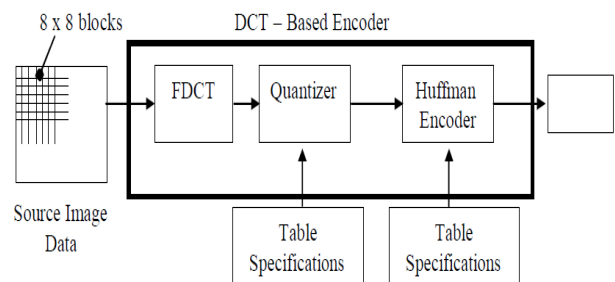 8 x 8 blocks
DCT – Based Encoder
FDCT
Quantizer
Huffman
Encoder
Source Image
Data
Table
Specifications
Table
Specifications